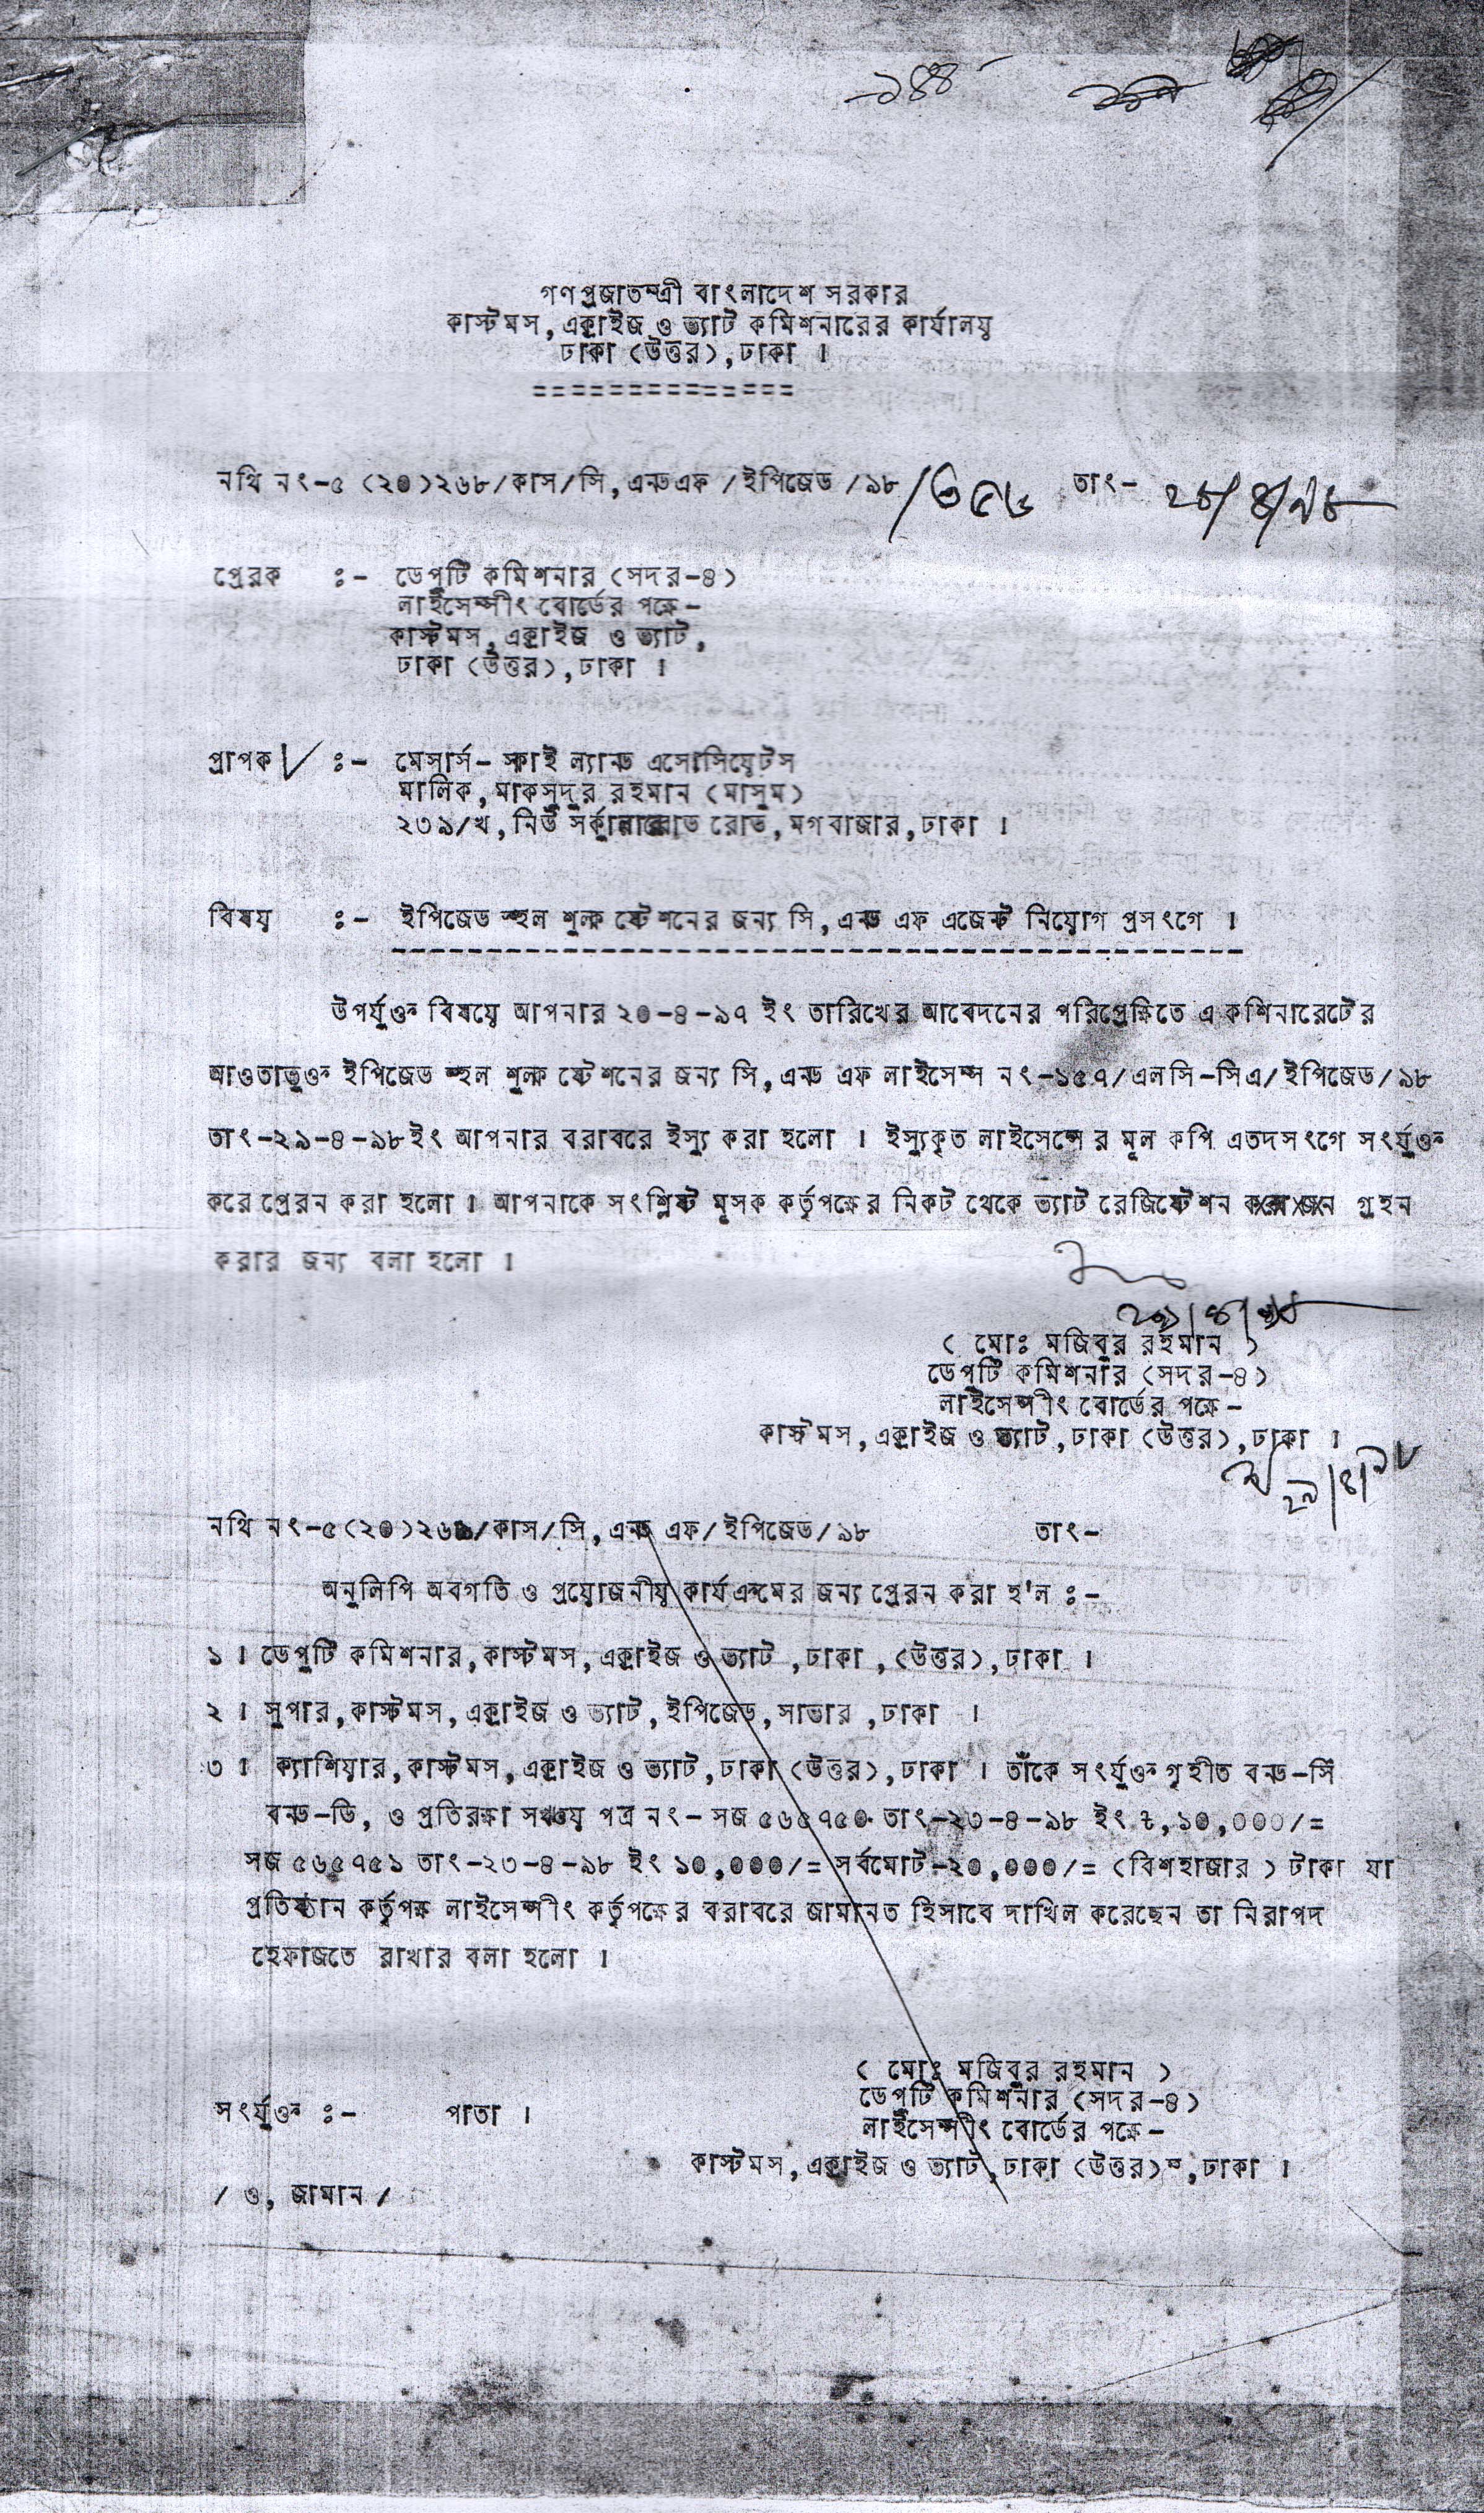 ১৪৪
গণপ্রজাতন্ত্রী বাংলাদেশ সরকার
কাস্টমস, এক্সাইজ ও ভ্যাট কমিশনারের কার্যালয়
ঢাকা (উত্তর), ঢাকা ।
==============
নথি নং-৫ (২০)২৬৮/কাস/সি, এন্ডএফ /ইপিজেড /৯৮/৩৫৬ তাং- ২৮/৪/৯৮
প্রেরক :- ডেপুটি কমিশনার (সদর-৪)
লাইসেন্সীং বোর্ডের পক্ষে-
কাস্টমস, এক্সাইজ ও ভ্যাট,
ঢাকা (উত্তর), ঢাকা ।
প্রাপক :- মেসার্স- স্কাই ল্যান্ড এসোসিয়েটস
মালিক, মাকসুদুর রহমান (মাসুম)
২৩৯/খ, নিউ সর্কুলার রোড, মগবাজার, ঢাকা ।
বিষয় :- ইপিজেড স্হল শুল্ক ষ্টেশনের জন্য সি, এন্ড এফ এজেন্ট নিয়োগ প্রসংগে ।
উপর্যুক্ত বিষয়ে আপনার ২০-৪-৯৭ ইং তারিখের আবেদনের পরিপ্রেক্ষিতে এ কশিনারেটের
আওতাভুক্ত ইপিজেড স্হল শুল্ক ষ্টেশনের জন্য সি, এন্ড এফ লাইসেন্স নং-১৫৭/এলসি-সিএ/ইপিজেড/৯৮
তাং-২৯-৪-৯৮ইং আপনার বরাবরে ইস্যু করা হলো । ইস্যুকৃত লাইসেন্সের মূল কপি এতদসংগে সংর্যুক্ত
করে প্রেরন করা হলো । আপনাকে সংশ্লিষ্ট মূসক কর্তৃপক্ষের নিকট থেকে ভ্যাট রেজিষ্টেশন গ্রহন
করার জন্য বলা হলো ।
২৯/৪/৯৮
( মোঃ মজিবুর রহমান )
ডেপুটি কমিশনার (সদর-৪)
লাইসেন্সীং বোর্ডের পক্ষে-
কাস্টমস, এক্সাইজ ও ভ্যাট, ঢাকা (উত্তর), ঢাকা ।
২৯/৪/৯৮
নথি নং-৫(২০)২৬৮/কাস/সি, এন্ড এফ/ইপিজেড/৯৮ তাং-
অনুলিপি অবগতি ও প্রয়োজনীয় কার্যক্রমের জন্য প্রেরন করা হ'ল :-
১ । ডেপুটি কমিশনার, কাস্টমস, এক্সাইজ ও ভ্যাট , ঢাকা , (উত্তর), ঢাকা ।
২ । সুপার, কাস্টমস, এক্সাইজ ও ভ্যাট, ইপিজেড, সাভার , ঢাকা ।
৩ । ক্যাশিয়ার, কাস্টমস, এক্সাইজ ও ভ্যাট, ঢাকা (উত্তর), ঢাকা । তাঁকে সংর্যুক্ত গৃহীত বন্ড-সি
বন্ড-ডি, ও প্রতিরক্ষা সঞ্চয় পত্র নং- সজ ৫৬৫৭৫০ তাং-২৩-৪-৯৮ ইং ৳, ১০,০০০/=
সজ ৫৬৫৭৫১ তাং-২৩-৪-৯৮ ইং ১০,০০০/= সর্বমোট-২০,০০০/= (বিশহাজার ) টাকা যা
প্রতিষ্ঠান কর্তৃপক্ষ লাইসেন্সীং কর্তৃপক্ষের বরাবরে জামানত হিসাবে দাখিল করেছেন তা নিরাপদ
হেফাজতে রাখার বলা হলো ।
( মোঃ মজিবুর রহমান )
ডেপুটি কমিশনার (সদর-৪)
সংর্যুক্ত :- পাতা ।
লাইসেন্সীং বোর্ডের পক্ষে-
কাস্টমস, এক্সাইজ ও ভ্যাট, ঢাকা (উত্তর), ঢাকা ।
/ ও, জামান /